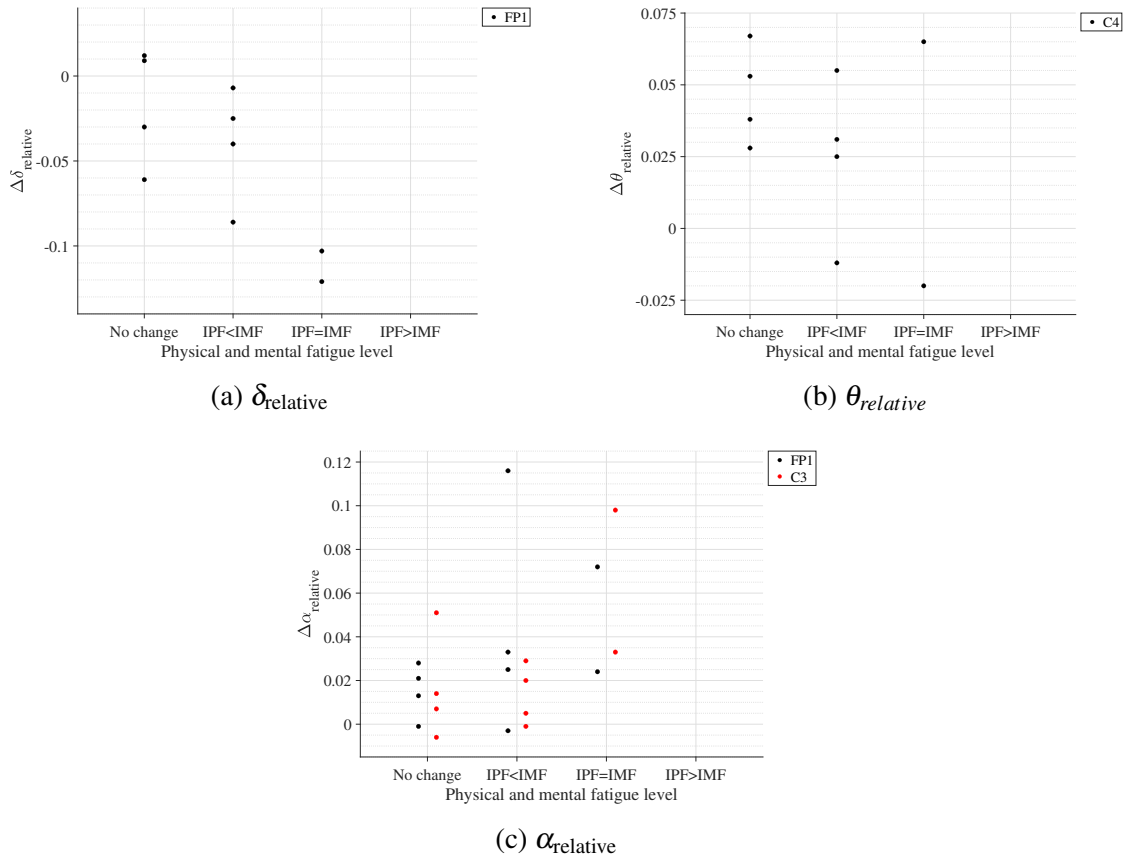 FP1
0
-0.05
-0.1
Δδrelative
No change IPF<IMF IPF=IMF IPF>IMF
Physical and mental fatigue level
(a) δrelative
C4
0.075
0.05
0.025
0
-0.025
Δθrelative
No change IPF<IMF IPF=IMF IPF>IMF
Physical and mental fatigue level
(b) θrelative
FP1
C3
0.12
0.1
0.08
0.06
0.04
0.02
0
Δαrelative
No change IPF<IMF IPF=IMF IPF>IMF
Physical and mental fatigue level
(c) αrelative